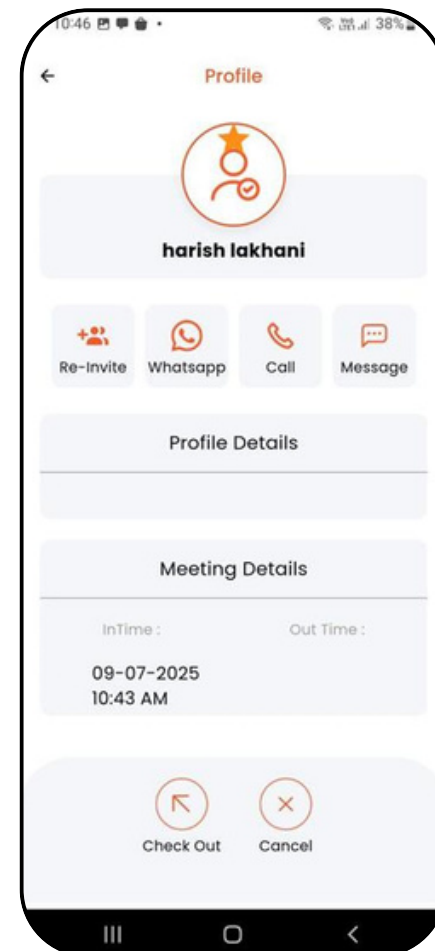 10:46 38%
Profile
harish lakhani
Re-Invite Whatsapp Call Message
Profile Details
Meeting Details
InTime : Out Time :
09-07-2025
10:43 AM
Check Out Cancel